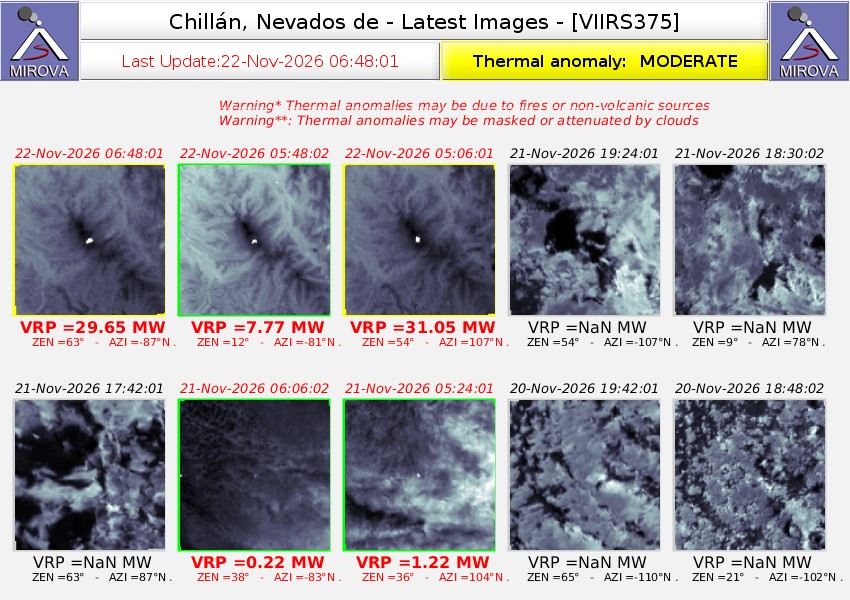 Chillán, Nevados de - Latest Images - [VIIRS375]
MIROVA
Last Update:22-Nov-2026 06:48:01
Thermal anomaly: MODERATE
MIROVA
Warning* Thermal anomalies may be due to fires or non-volcanic sources
Warning**: Thermal anomalies may be masked or attenuated by clouds
22-Nov-2026 06:48:01 22-Nov-2026 05:48:02 22-Nov-2026 05:06:01 21-Nov-2026 19:24:01 21-Nov-2026 18:30:02
VRP =29.65 MW VRP =7.77 MW VRP =31.05 MW VRP =NaN MW VRP =NaN MW
ZEN =63° - AZI =-87°N . ZEN =12° - AZI =-81°N . ZEN =54° - AZI =107°N . ZEN =54° - AZI =-107°N . ZEN =9° - AZI =78°N .
21-Nov-2026 17:42:01 21-Nov-2026 06:06:02 21-Nov-2026 05:24:01 20-Nov-2026 19:42:01 20-Nov-2026 18:48:02
VRP =NaN MW VRP =0.22 MW VRP =1.22 MW VRP =NaN MW VRP =NaN MW
ZEN =63° - AZI =87°N . ZEN =38° - AZI =-83°N . ZEN =36° - AZI =104°N . ZEN =65° - AZI =-110°N . ZEN =21° - AZI =-102°N .